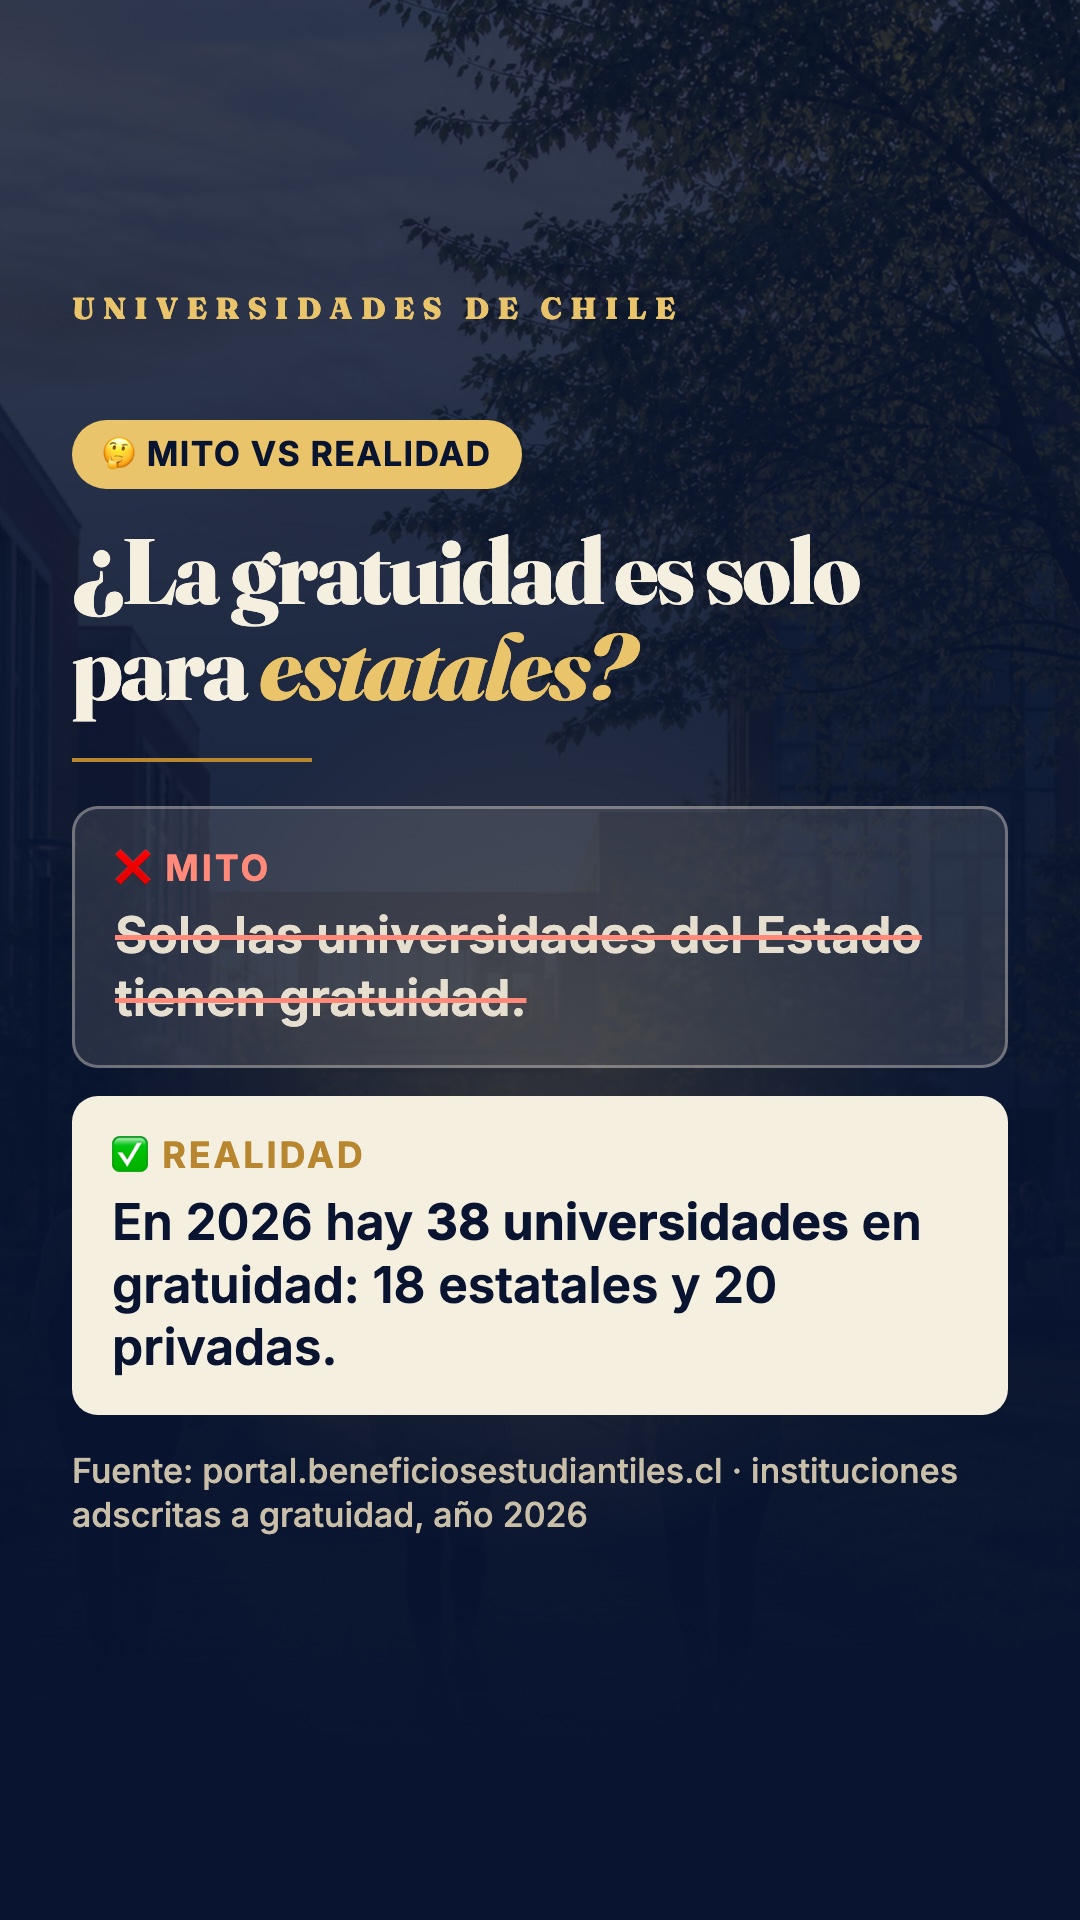 UNIVERSIDADES DE CHILE
🤔 MITO VS REALIDAD
¿La gratuidad es solo
para estatales?
❌ MITO
Solo las universidades del Estado
tienen gratuidad.
✅ REALIDAD
En 2026 hay 38 universidades en
gratuidad: 18 estatales y 20
privadas.
Fuente: portal.beneficiosestudiantiles.cl · instituciones
adscritas a gratuidad, año 2026